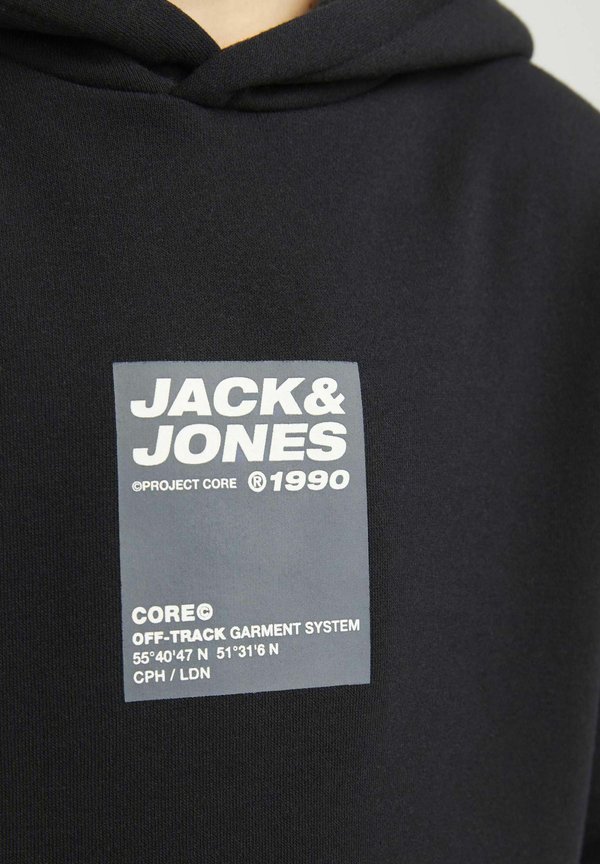 JACK&
JONES
©PROJECT CORE ®1990
CORE©
OFF-TRACK GARMENT SYSTEM
55°40'47 N 51°31'6 N
CPH / LDN